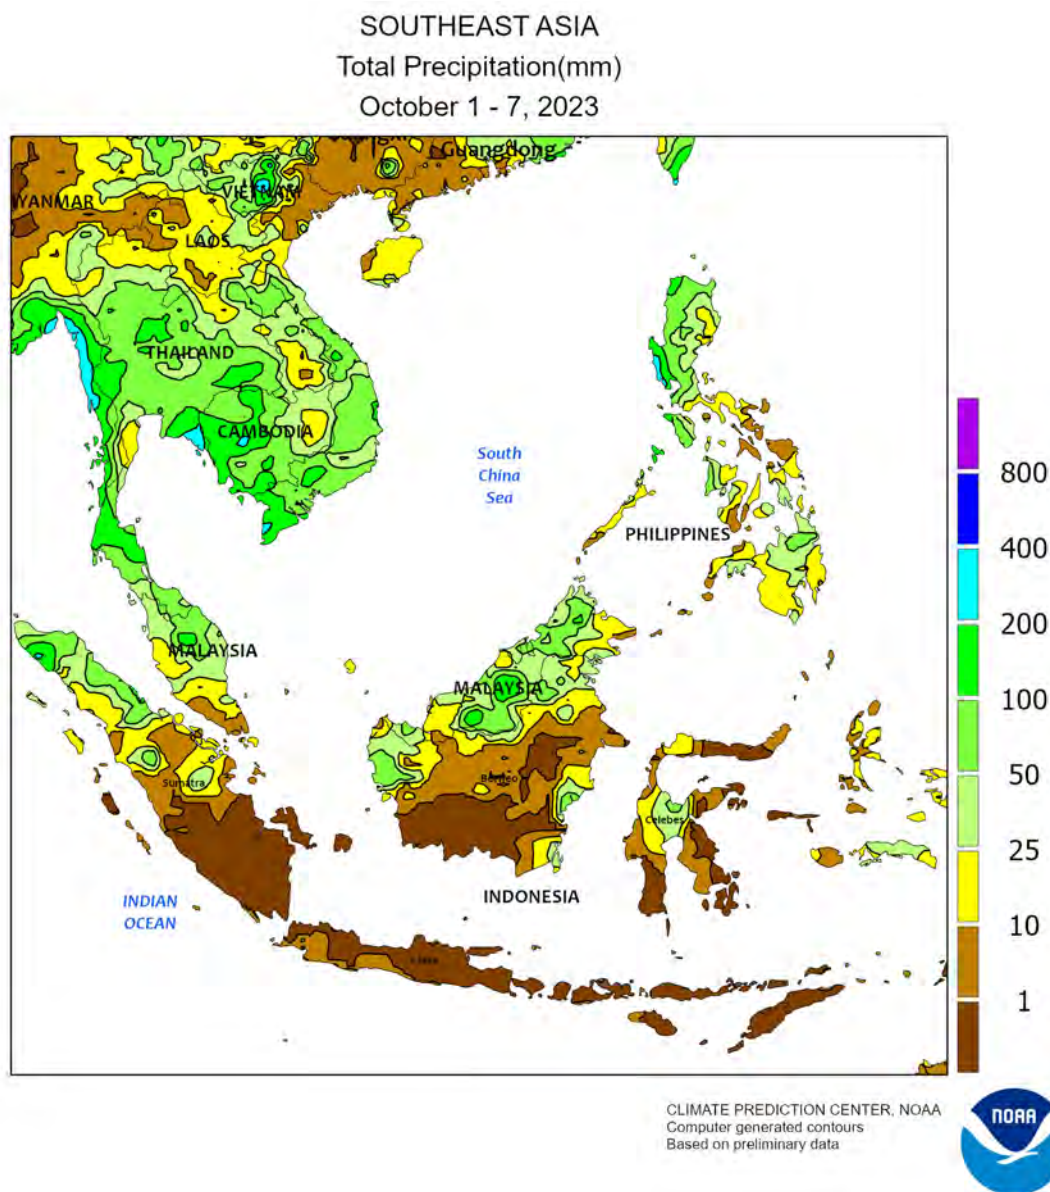 SOUTHEAST ASIA
Total Precipitation(mm)
October 1 - 7, 2023
Guangdong
VIETNAM
YANMAR
LAOS
THAILAND
CAMBODIA
South
China
Sea
PHILIPPINES
MALAYSIA
MALAYSIA
Sumatra
Borneo
Celebes
INDONESIA
INDIAN
OCEAN
800
400
200
100
50
25
10
1
CLIMATE PREDICTION CENTER, NOAA
Computer generated contours
Based on preliminary data
NOAA